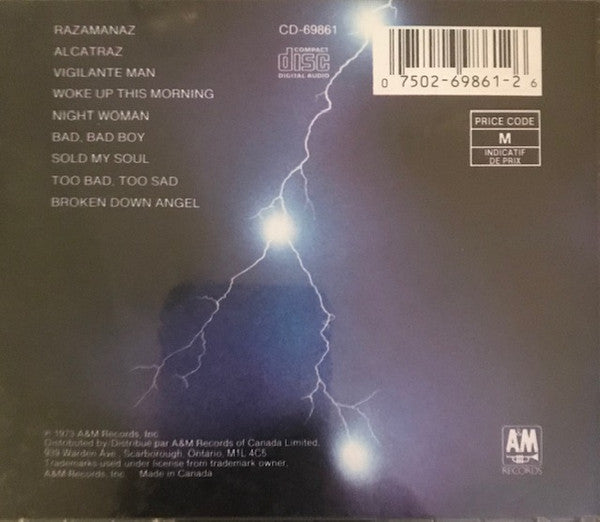 RAZAMANAZ
ALCATRAZ
VIGILANTE MAN
WOKE UP THIS MORNING
NIGHT WOMAN
BAD, BAD BOY
SOLD MY SOUL
TOO BAD, TOO SAD
BROKEN DOWN ANGEL
CD-69861
COMPACT
disc
DIGITAL AUDIO
0 7502-69861-2 6
PRICE CODE
M
INDICATIF
DE PRIX
℗ 1973 A&M Records, Inc.
Distributed by/Distribué par A&M Records of Canada Limited,
939 Warden Ave., Scarborough, Ontario, M1L 4C5
Trademarks used under license from trademark owner,
A&M Records, Inc. Made in Canada
A&M
RECORDS